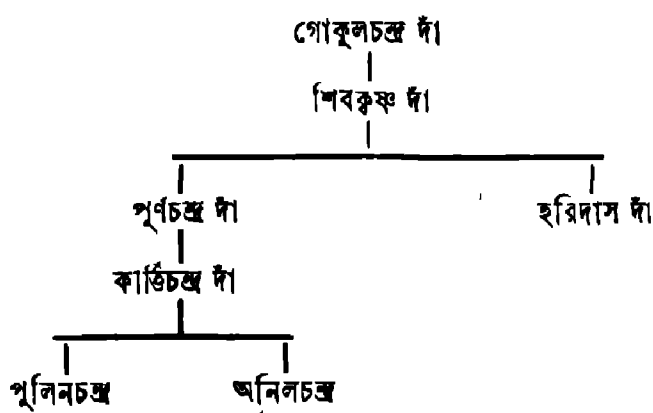 গোকুলচন্দ্র দাঁ
শিবকৃষ্ণ দাঁ
পূর্ণচন্দ্র দাঁ হরিদাস দাঁ
কার্ত্তিচন্দ্র দাঁ
পুলিনচন্দ্র অনিলচন্দ্র